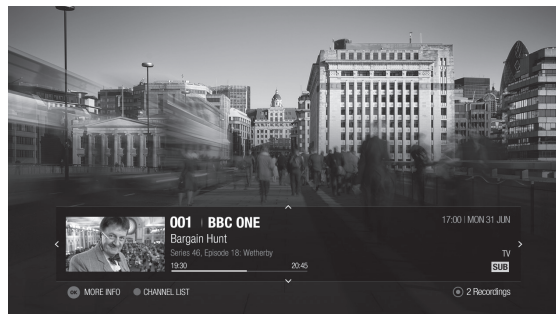 001 | BBC ONE
17:00 | MON 31 JUN
Bargain Hunt
Series 46, Episode 18: Wetherby
TV
19:30 20:45
SUB
OK MORE INFO CHANNEL LIST
2 Recordings